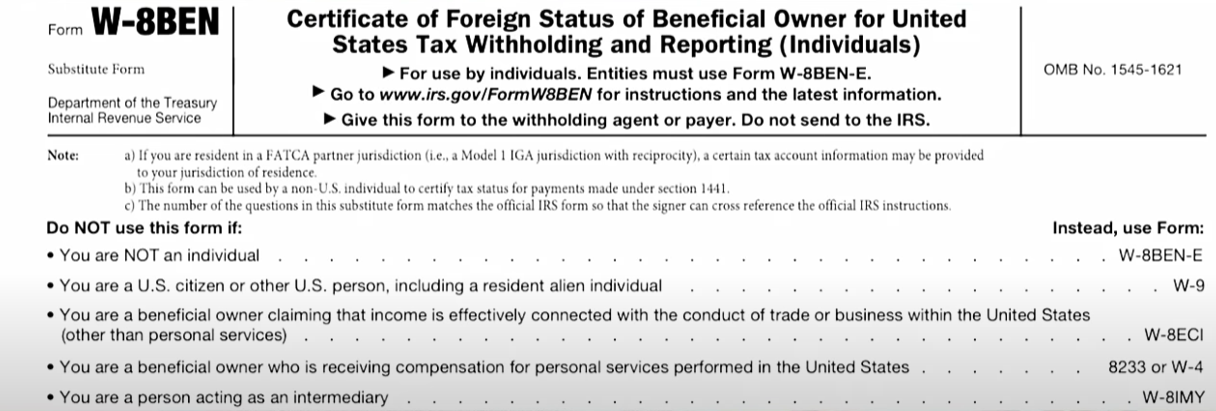 Form W-8BEN
Substitute Form
Department of the Treasury
Internal Revenue Service
Certificate of Foreign Status of Beneficial Owner for United
States Tax Withholding and Reporting (Individuals)
▶ For use by individuals. Entities must use Form W-8BEN-E.
▶ Go to www.irs.gov/FormW8BEN for instructions and the latest information.
▶ Give this form to the withholding agent or payer. Do not send to the IRS.
OMB No. 1545-1621
Note: a) If you are resident in a FATCA partner jurisdiction (i.e., a Model 1 IGA jurisdiction with reciprocity), a certain tax account information may be provided
to your jurisdiction of residence.
b) This form can be used by a non-U.S. individual to certify tax status for payments made under section 1441.
c) The number of the questions in this substitute form matches the official IRS form so that the signer can cross reference the official IRS instructions.
Do NOT use this form if: Instead, use Form:
• You are NOT an individual . . . . . . . . . . . . . . . . . . . . . . . . . . . . . . . . . W-8BEN-E
• You are a U.S. citizen or other U.S. person, including a resident alien individual . . . . . . . . . . . . . . . . . . . W-9
• You are a beneficial owner claiming that income is effectively connected with the conduct of trade or business within the United States
(other than personal services) . . . . . . . . . . . . . . . . . . . . . . . . . . . . . . . . . W-8ECI
• You are a beneficial owner who is receiving compensation for personal services performed in the United States . . . . . . . 8233 or W-4
• You are a person acting as an intermediary . . . . . . . . . . . . . . . . . . . . . . . . . . . . . W-8IMY